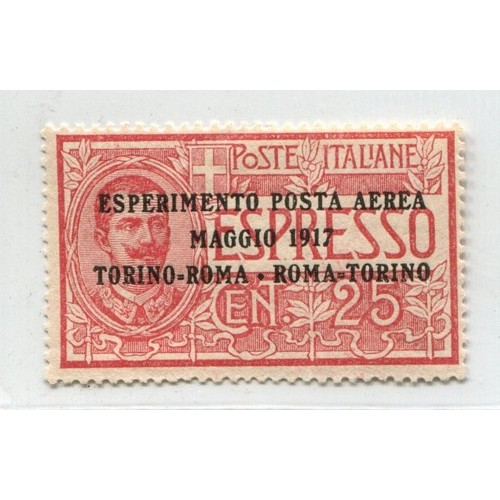 POSTE ITALIANE
ESPERIMENTO POSTA AEREA
ESPRESSO
MAGGIO 1917
TORINO=ROMA • ROMA=TORINO
CEN. 25